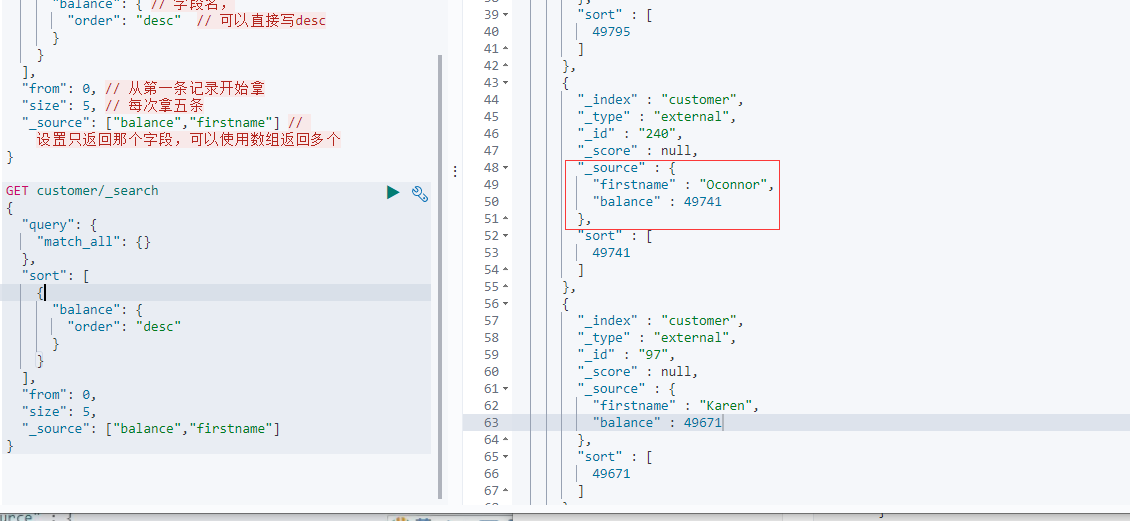 "balance": { // 字段名，
"order": "desc"  // 可以直接写desc
}
}
],
"from": 0, // 从第一条记录开始拿
"size": 5, // 每次拿五条
"_source": ["balance","firstname"] //
设置只返回那个字段，可以使用数组返回多个
}
GET customer/_search
{
"query": {
"match_all": {}
},
"sort": [
{
"balance": {
"order": "desc"
}
}
],
"from": 0,
"size": 5,
"_source": ["balance","firstname"]
}
39 "sort" : [
40 49795
41 ]
42 },
43 {
44 "_index" : "customer",
45 "_type" : "external",
46 "_id" : "240",
47 "_score" : null,
48 "_source" : {
49 "firstname" : "Oconnor",
50 "balance" : 49741
51 },
52 "sort" : [
53 49741
54 ]
55 },
56 {
57 "_index" : "customer",
58 "_type" : "external",
59 "_id" : "97",
60 "_score" : null,
61 "_source" : {
62 "firstname" : "Karen",
63 "balance" : 49671
64 },
65 "sort" : [
66 49671
67 ]